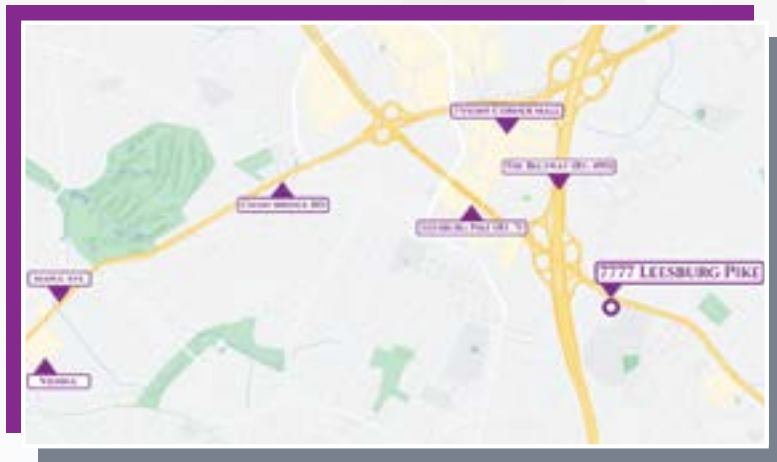 TYSONS CORNER MALL
THE BELTWAY (RT. 495)
CHAIN BRIDGE RD
LEESBURG PIKE (RT. 7)
7777 LEESBURG PIKE
MAPLE AVE
VIENNA